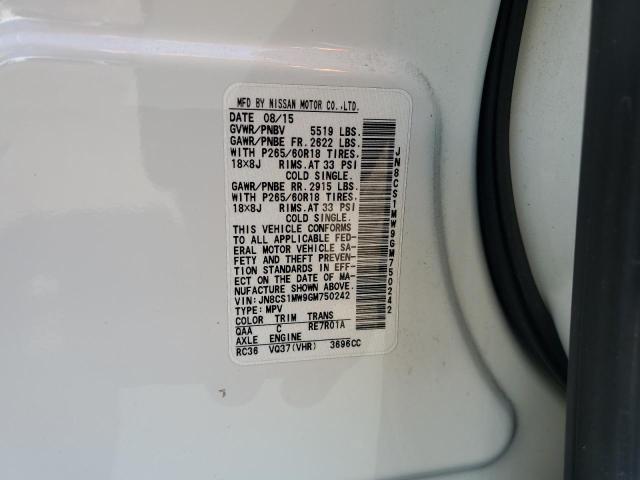 MFD BY NISSAN MOTOR CO.,LTD.
DATE 08/15
GVWR/PNBV 5519 LBS.
GAWR/PNBE FR. 2622 LBS.
WITH P265/60R18 TIRES.
18×8J RIMS.AT 33 PSI
COLD SINGLE.
GAWR/PNBE RR. 2915 LBS.
WITH P265/60R18 TIRES.
18×8J RIMS.AT 33 PSI
COLD SINGLE.
THIS VEHICLE CONFORMS
TO ALL APPLICABLE FED-
ERAL MOTOR VEHICLE SA-
FETY AND THEFT PREVEN-
TION STANDARDS IN EFF-
ECT ON THE DATE OF MA-
NUFACTURE SHOWN ABOVE.
VIN: JN8CS1MW9GM750242
TYPE: MPV
COLOR TRIM TRANS
QAA C RE7R01A
AXLE ENGINE
RC36 VQ37(VHR) 3696CC
JN8CS1MW9GM750242